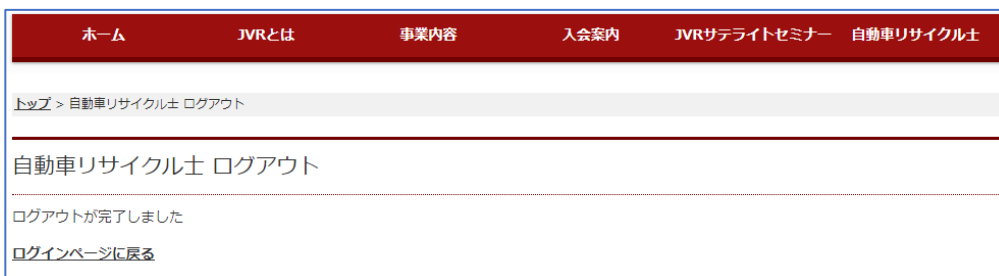 ホーム JVRとは 事業内容 入会案内 JVRサテライトセミナー 自動車リサイクル士
トップ > 自動車リサイクル士 ログアウト
自動車リサイクル士 ログアウト
ログアウトが完了しました
ログインページに戻る